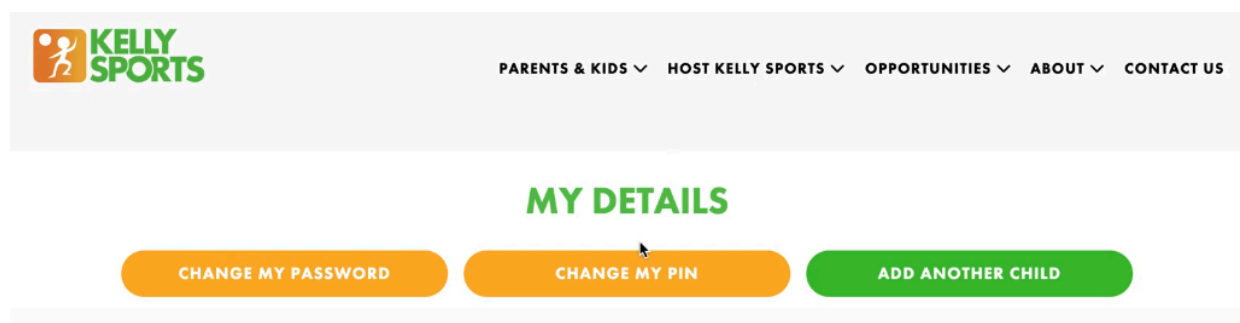 KELLY
SPORTS
PARENTS & KIDS HOST KELLY SPORTS OPPORTUNITIES ABOUT CONTACT US
MY DETAILS
CHANGE MY PASSWORD CHANGE MY PIN ADD ANOTHER CHILD